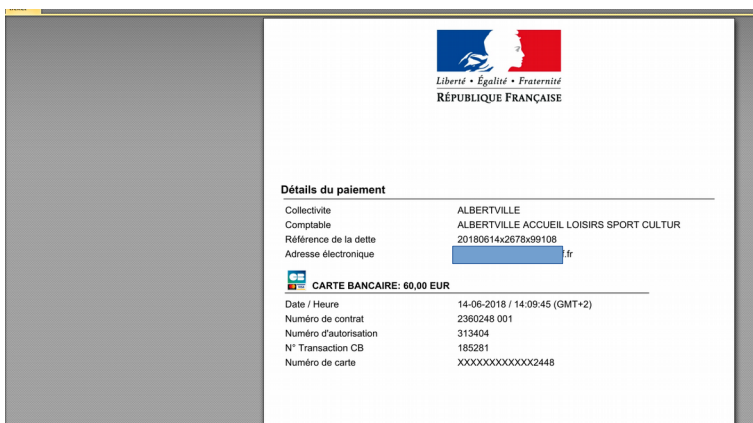 Liberté • Égalité • Fraternité
RÉPUBLIQUE FRANÇAISE
Détails du paiement
Collectivite ALBERTVILLE
Comptable ALBERTVILLE ACCUEIL LOISIRS SPORT CULTUR
Référence de la dette 20180614x2678x99108
Adresse électronique f.fr
CB
CARTE BANCAIRE: 60,00 EUR
Date / Heure 14-06-2018 / 14:09:45 (GMT+2)
Numéro de contrat 2360248 001
Numéro d'autorisation 313404
N° Transaction CB 185281
Numéro de carte XXXXXXXXXXXX2448